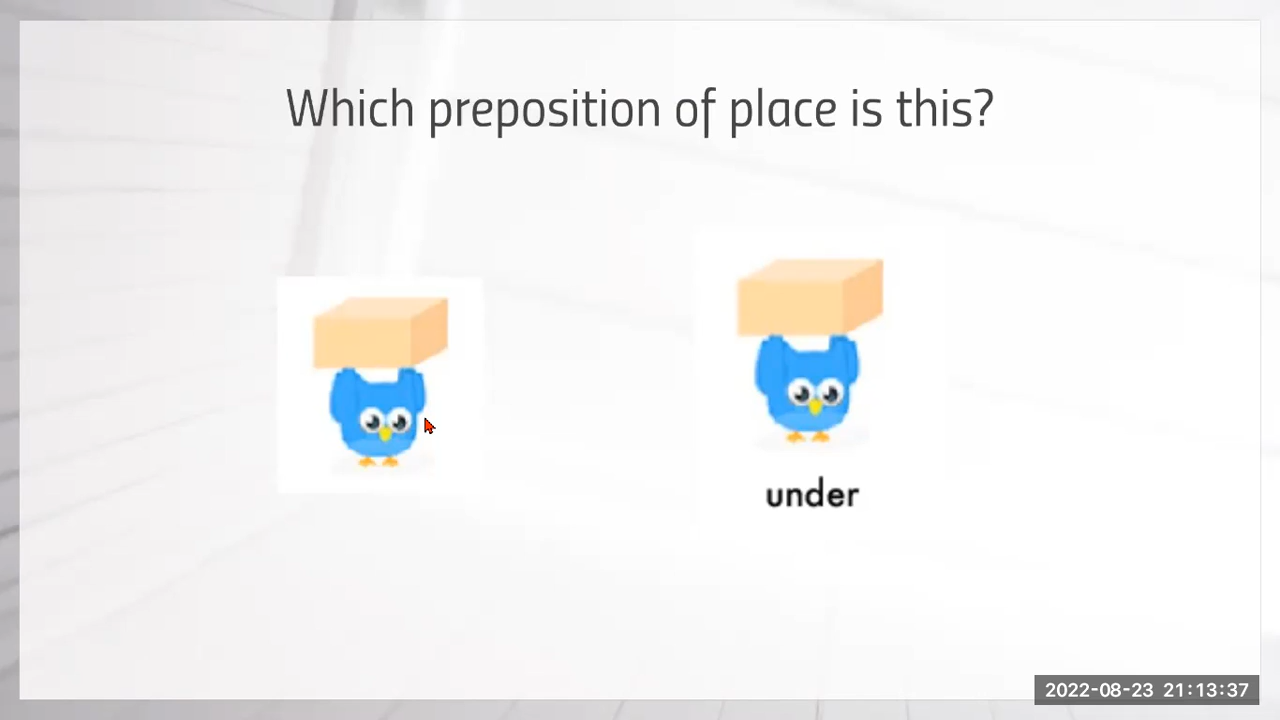 Which preposition of place is this?
under
2022-08-23 21:13:37